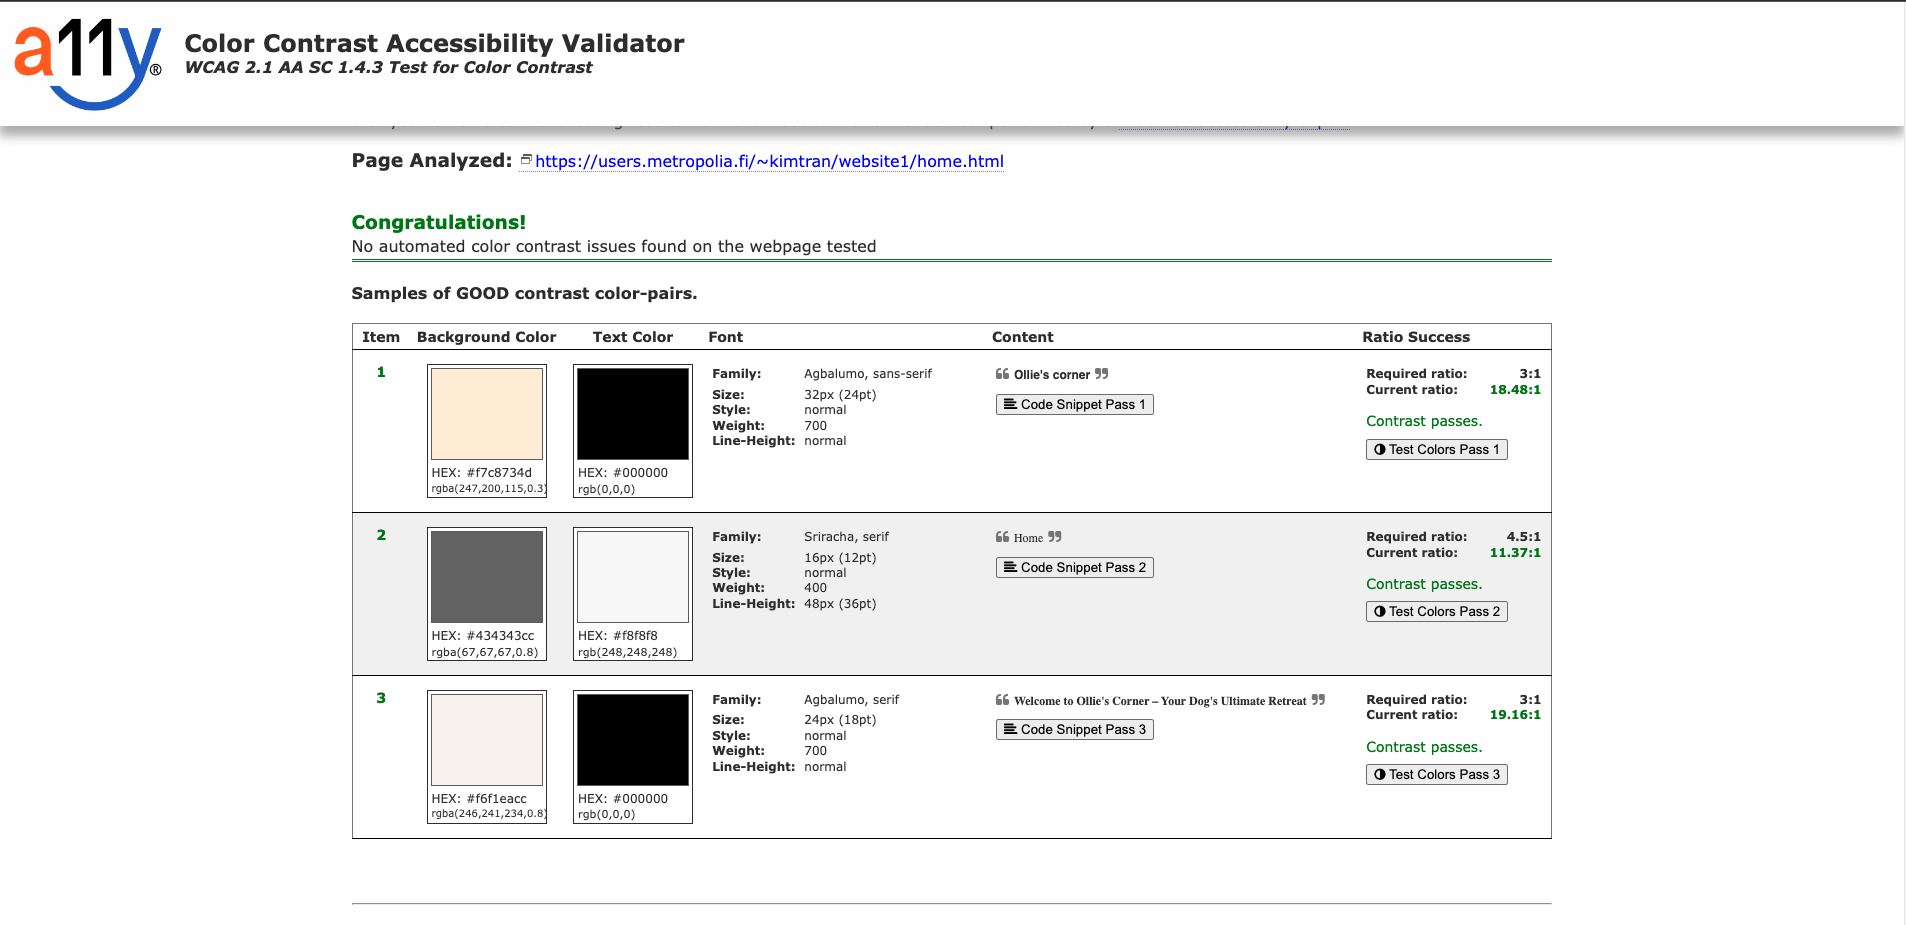 a11y®
Color Contrast Accessibility Validator
WCAG 2.1 AA SC 1.4.3 Test for Color Contrast
Page Analyzed: https://users.metropolia.fi/~kimtran/website1/home.html
Congratulations!
No automated color contrast issues found on the webpage tested
Samples of GOOD contrast color-pairs.
Item Background Color Text Color Font Content Ratio Success
1
HEX: #f7c8734d
rgba(247,200,115,0.3)
HEX: #000000
rgb(0,0,0)
Family: Agbalumo, sans-serif
Size: 32px (24pt)
Style: normal
Weight: 700
Line-Height: normal
❝ Ollie's corner ❞
Code Snippet Pass 1
Required ratio: 3:1
Current ratio: 18.48:1
Contrast passes.
Test Colors Pass 1
2
HEX: #434343cc
rgba(67,67,67,0.8)
HEX: #f8f8f8
rgb(248,248,248)
Family: Sriracha, serif
Size: 16px (12pt)
Style: normal
Weight: 400
Line-Height: 48px (36pt)
❝ Home ❞
Code Snippet Pass 2
Required ratio: 4.5:1
Current ratio: 11.37:1
Contrast passes.
Test Colors Pass 2
3
HEX: #f6f1eacc
rgba(246,241,234,0.8)
HEX: #000000
rgb(0,0,0)
Family: Agbalumo, serif
Size: 24px (18pt)
Style: normal
Weight: 700
Line-Height: normal
❝ Welcome to Ollie's Corner – Your Dog's Ultimate Retreat ❞
Code Snippet Pass 3
Required ratio: 3:1
Current ratio: 19.16:1
Contrast passes.
Test Colors Pass 3